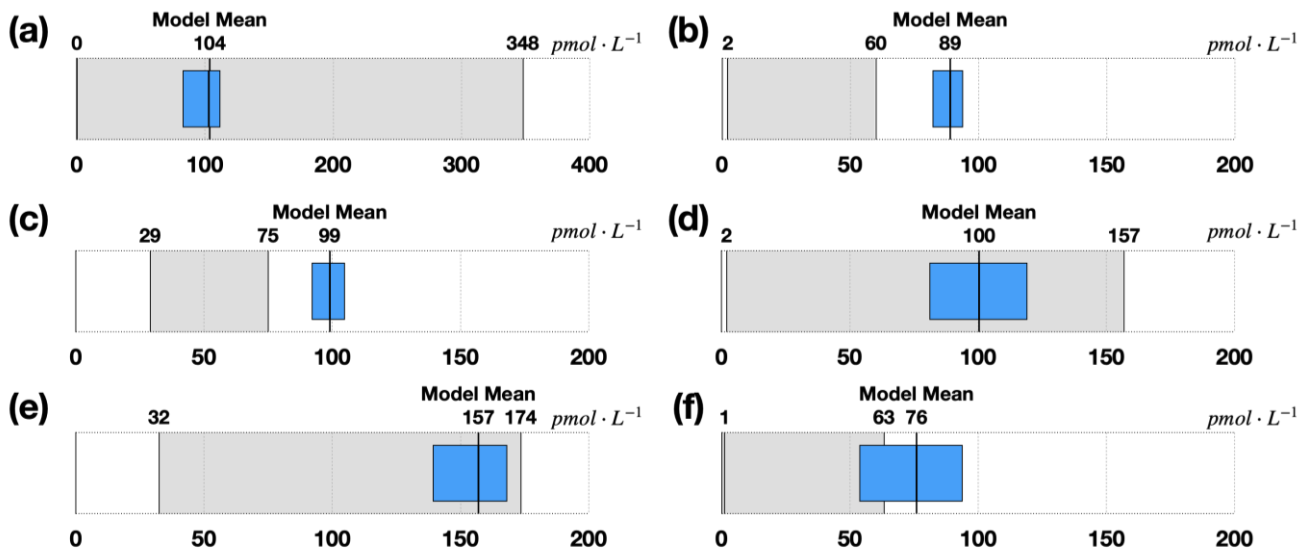 (a)
Model Mean
0 104 348 pmol · L⁻¹
0 100 200 300 400
(b)
Model Mean
2 60 89 pmol · L⁻¹
0 50 100 150 200
(c)
Model Mean
29 75 99 pmol · L⁻¹
0 50 100 150 200
(d)
Model Mean
2 100 157 pmol · L⁻¹
0 50 100 150 200
(e)
Model Mean
32 157 174 pmol · L⁻¹
0 50 100 150 200
(f)
Model Mean
1 63 76 pmol · L⁻¹
0 50 100 150 200